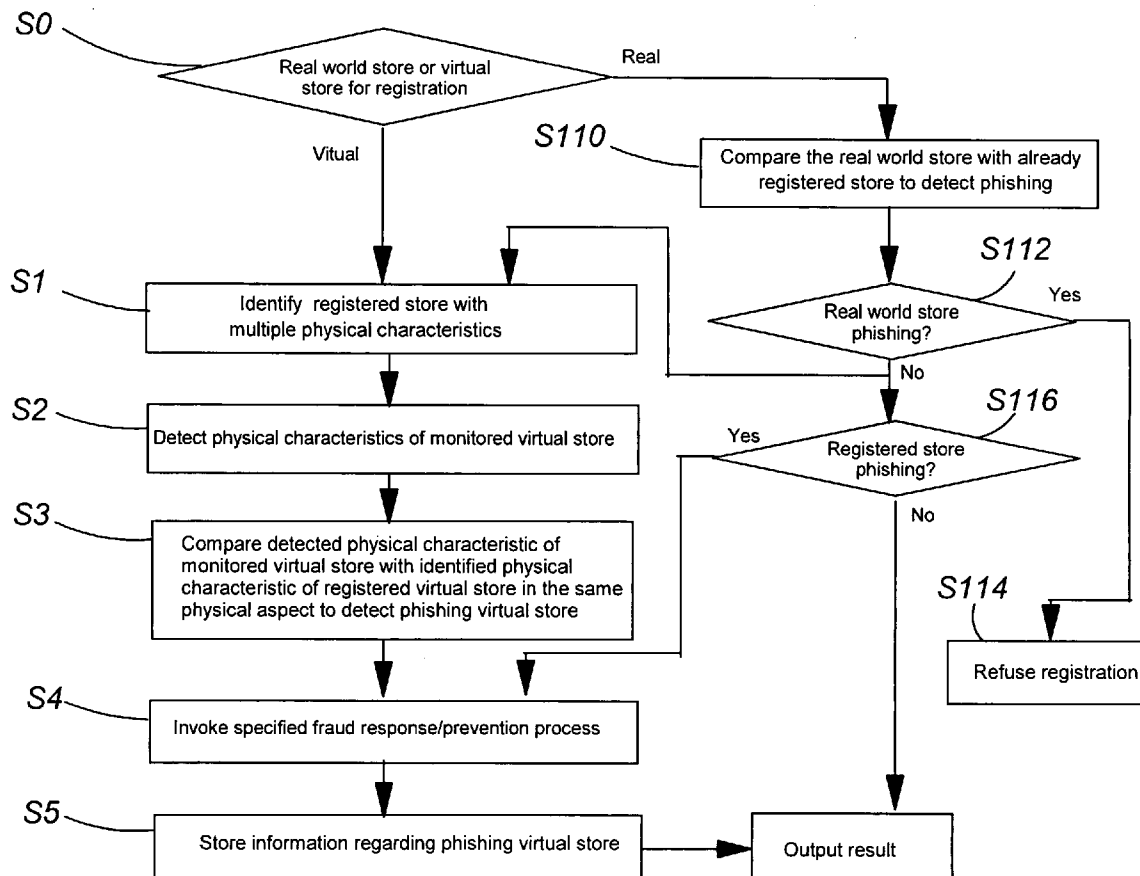 S0
Real world store or virtual
store for registration
Real
Vitual
S110
Compare the real world store with already
registered store to detect phishing
S1
Identify registered store with
multiple physical characteristics
S112
Real world store
phishing?
Yes
No
S2
Detect physical characteristics of monitored virtual store
S116
Yes
Registered store
phishing?
No
S3
Compare detected physical characteristic of
monitored virtual store with identified physical
characteristic of registered virtual store in the same
physical aspect to detect phishing virtual store
S114
Refuse registration
S4
Invoke specified fraud response/prevention process
S5
Store information regarding phishing virtual store
Output result